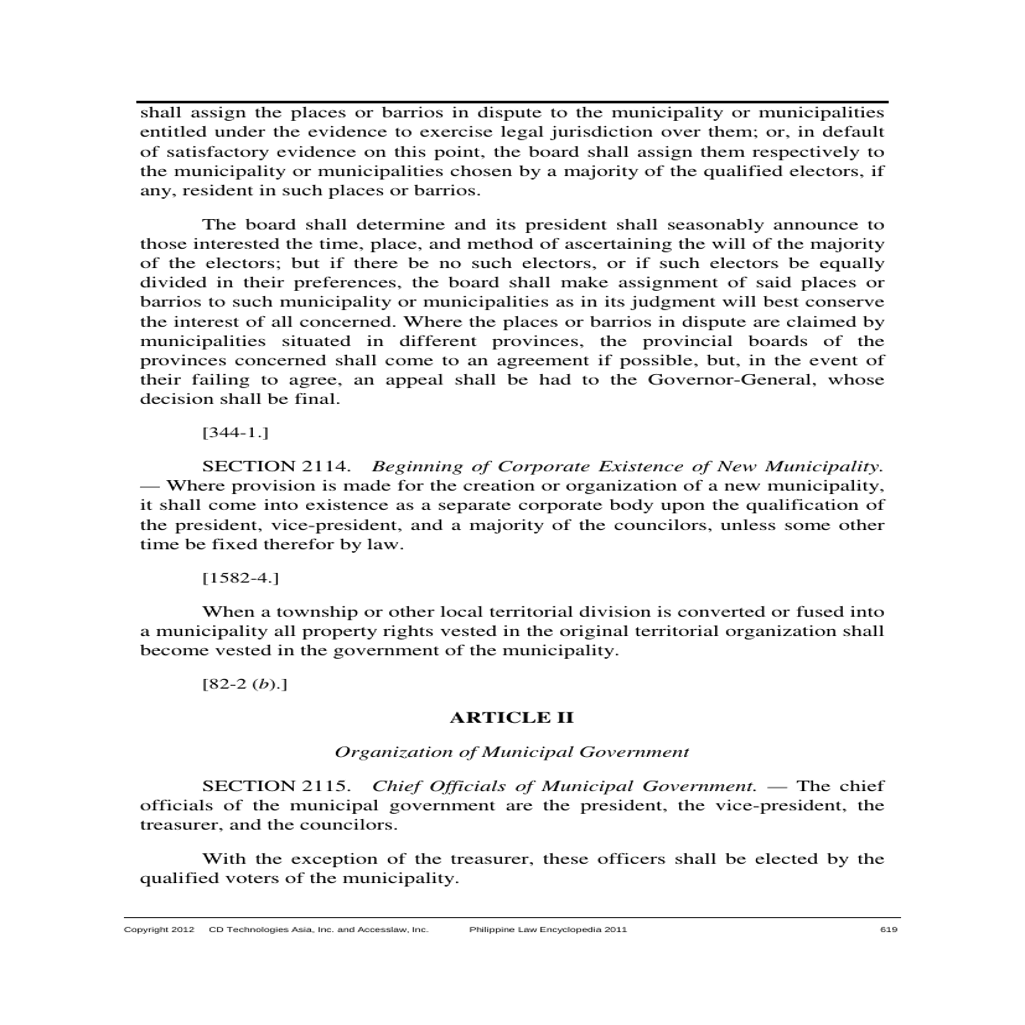 shall assign the places or barrios in dispute to the municipality or municipalities
entitled under the evidence to exercise legal jurisdiction over them; or, in default
of satisfactory evidence on this point, the board shall assign them respectively to
the municipality or municipalities chosen by a majority of the qualified electors, if
any, resident in such places or barrios.
The board shall determine and its president shall seasonably announce to
those interested the time, place, and method of ascertaining the will of the majority
of the electors; but if there be no such electors, or if such electors be equally
divided in their preferences, the board shall make assignment of said places or
barrios to such municipality or municipalities as in its judgment will best conserve
the interest of all concerned. Where the places or barrios in dispute are claimed by
municipalities situated in different provinces, the provincial boards of the
provinces concerned shall come to an agreement if possible, but, in the event of
their failing to agree, an appeal shall be had to the Governor-General, whose
decision shall be final.
[344-1.]
SECTION 2114. Beginning of Corporate Existence of New Municipality.
— Where provision is made for the creation or organization of a new municipality,
it shall come into existence as a separate corporate body upon the qualification of
the president, vice-president, and a majority of the councilors, unless some other
time be fixed therefor by law.
[1582-4.]
When a township or other local territorial division is converted or fused into
a municipality all property rights vested in the original territorial organization shall
become vested in the government of the municipality.
[82-2 (b).]
ARTICLE II
Organization of Municipal Government
SECTION 2115. Chief Officials of Municipal Government. — The chief
officials of the municipal government are the president, the vice-president, the
treasurer, and the councilors.
With the exception of the treasurer, these officers shall be elected by the
qualified voters of the municipality.
Copyright 2012 CD Technologies Asia, Inc. and Accesslaw, Inc. Philippine Law Encyclopedia 2011 619